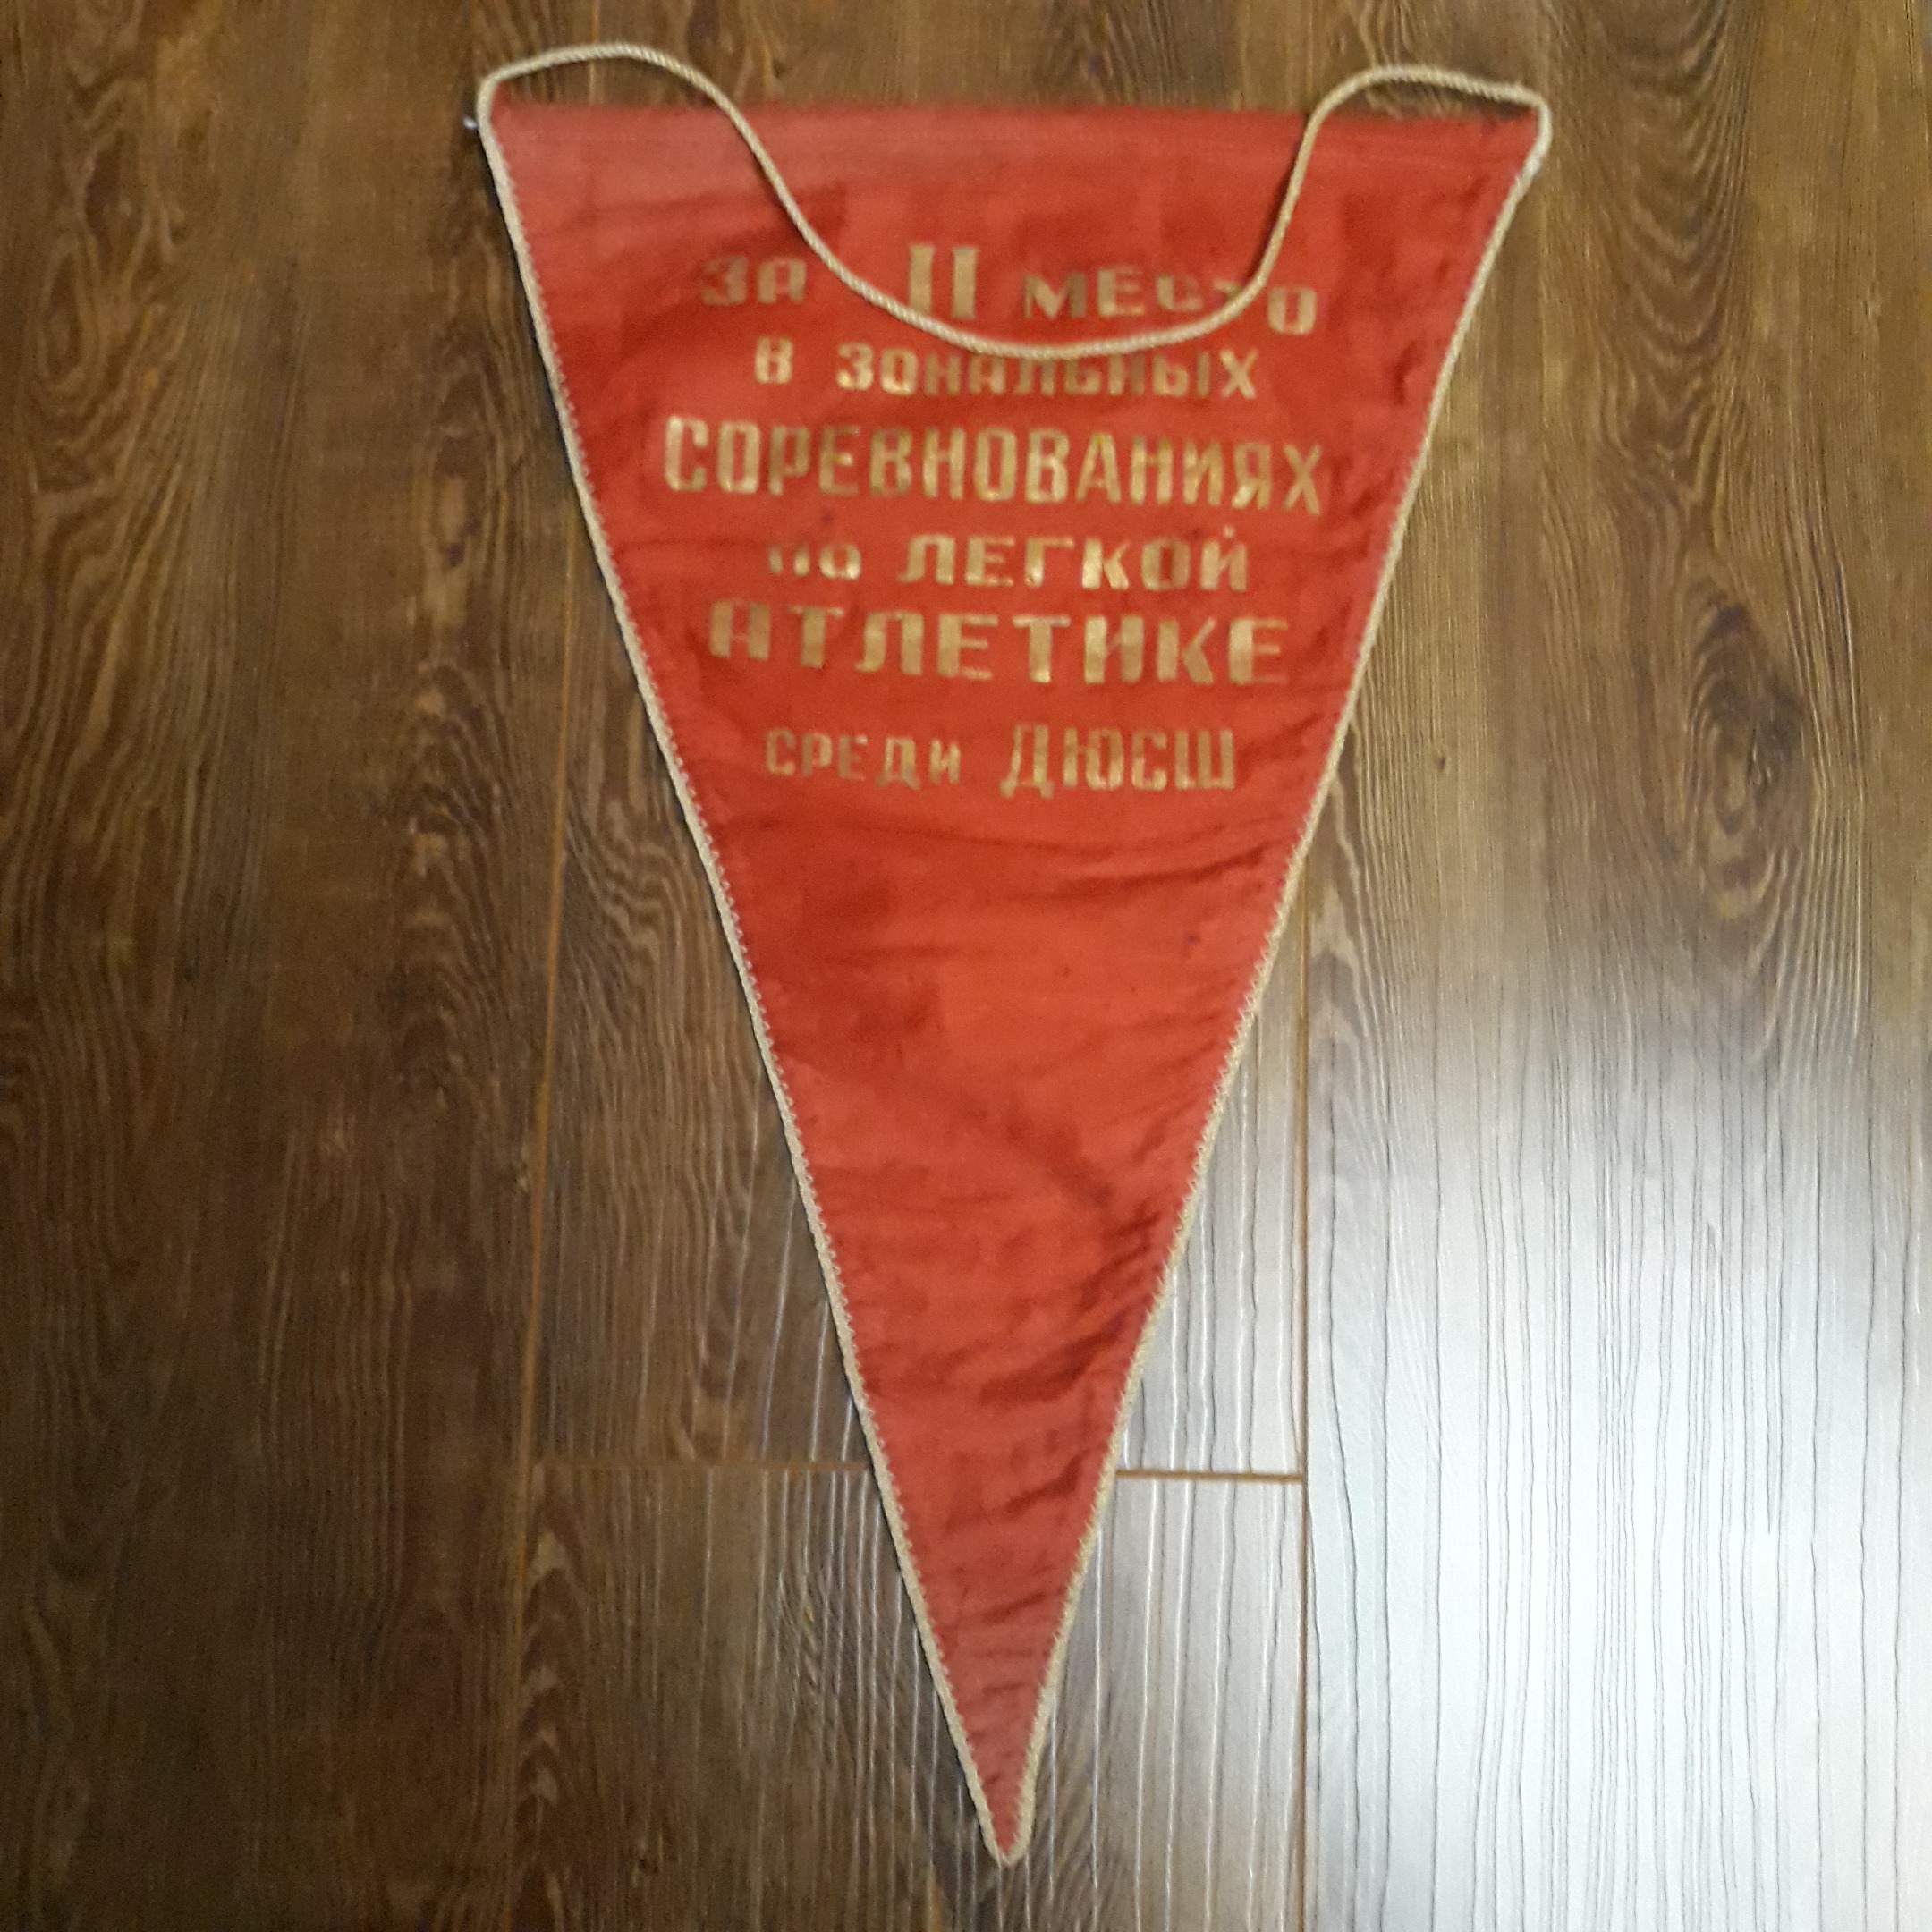 ЗА II МЕСТО
В ЗОНАЛЬНЫХ
СОРЕВНОВАНИЯХ
по ЛЕГКОЙ
АТЛЕТИКЕ
СРЕДИ ДЮСШ